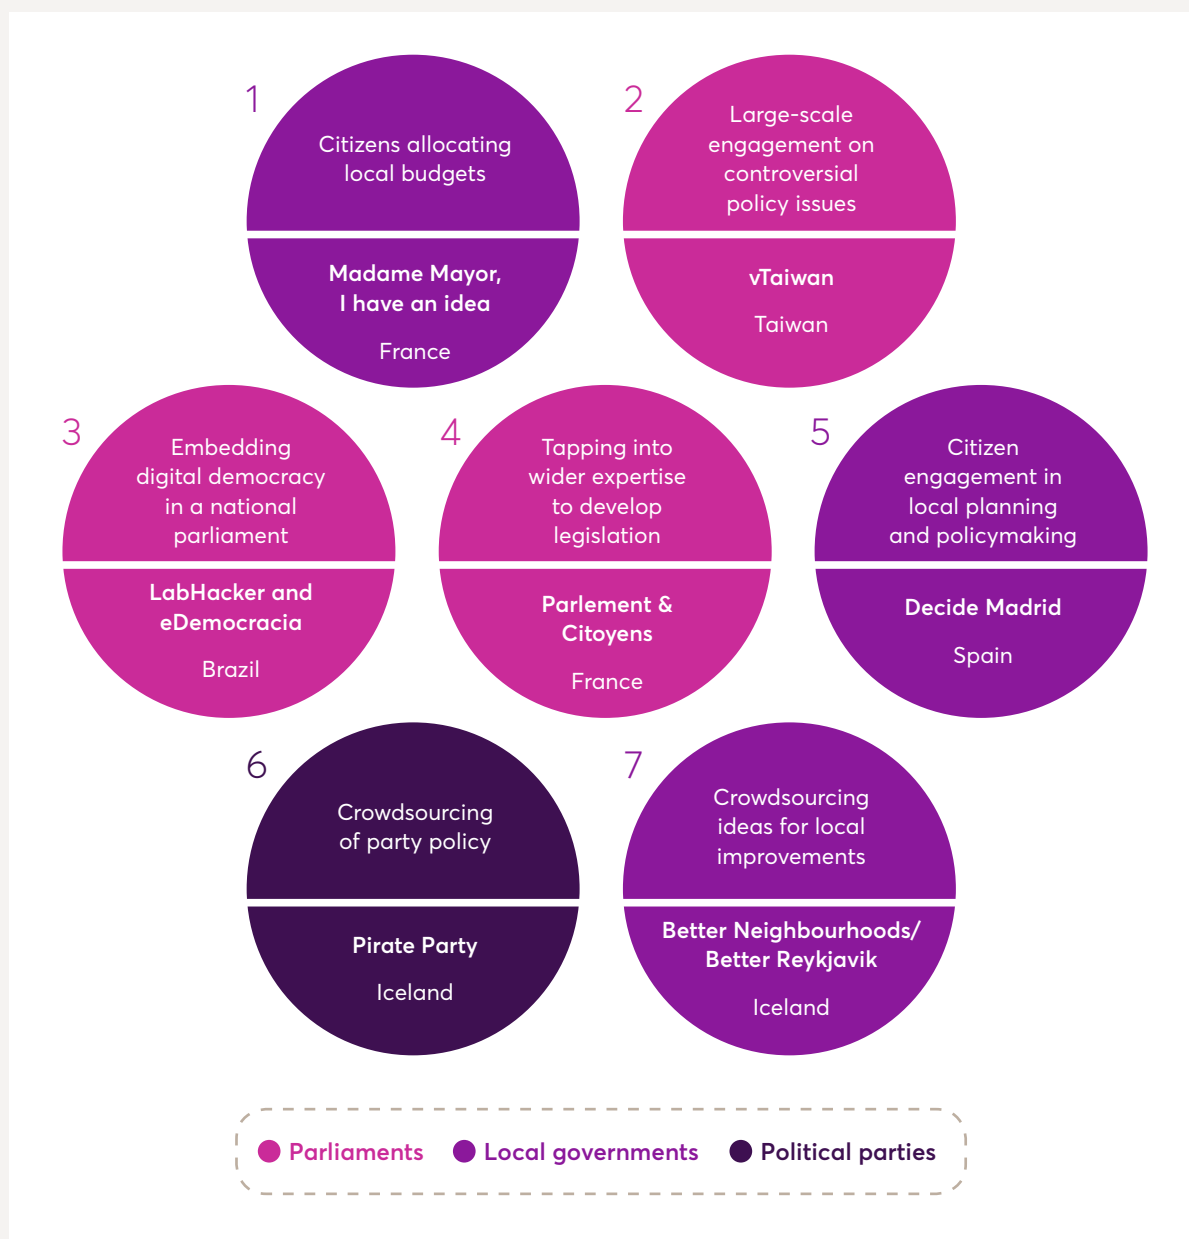 1
Citizens allocating
local budgets
Madame Mayor,
I have an idea
France
2
Large-scale
engagement on
controversial
policy issues
vTaiwan
Taiwan
3
Embedding
digital democracy
in a national
parliament
LabHacker and
eDemocracia
Brazil
4
Tapping into
wider expertise
to develop
legislation
Parlement &
Citoyens
France
5
Citizen
engagement in
local planning
and policymaking
Decide Madrid
Spain
6
Crowdsourcing
of party policy
Pirate Party
Iceland
7
Crowdsourcing
ideas for local
improvements
Better Neighbourhoods/
Better Reykjavik
Iceland
Parliaments
Local governments
Political parties